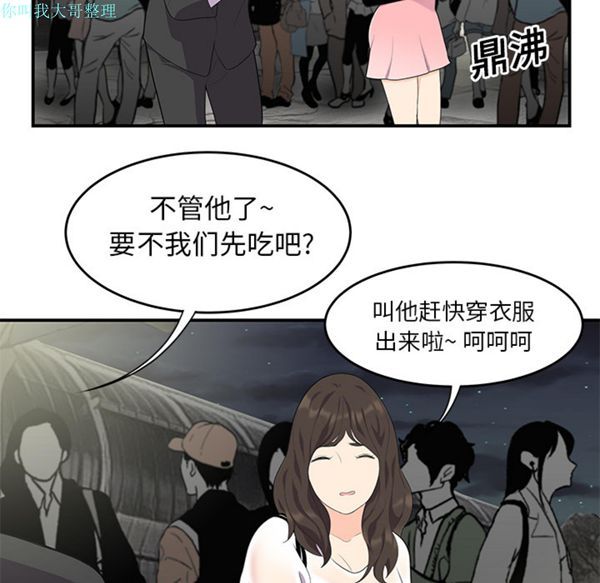 你…我大哥整理
鼎沸
不管他了~
要不我们先吃吧?
叫他赶快穿衣服
出来啦~ 呵呵呵